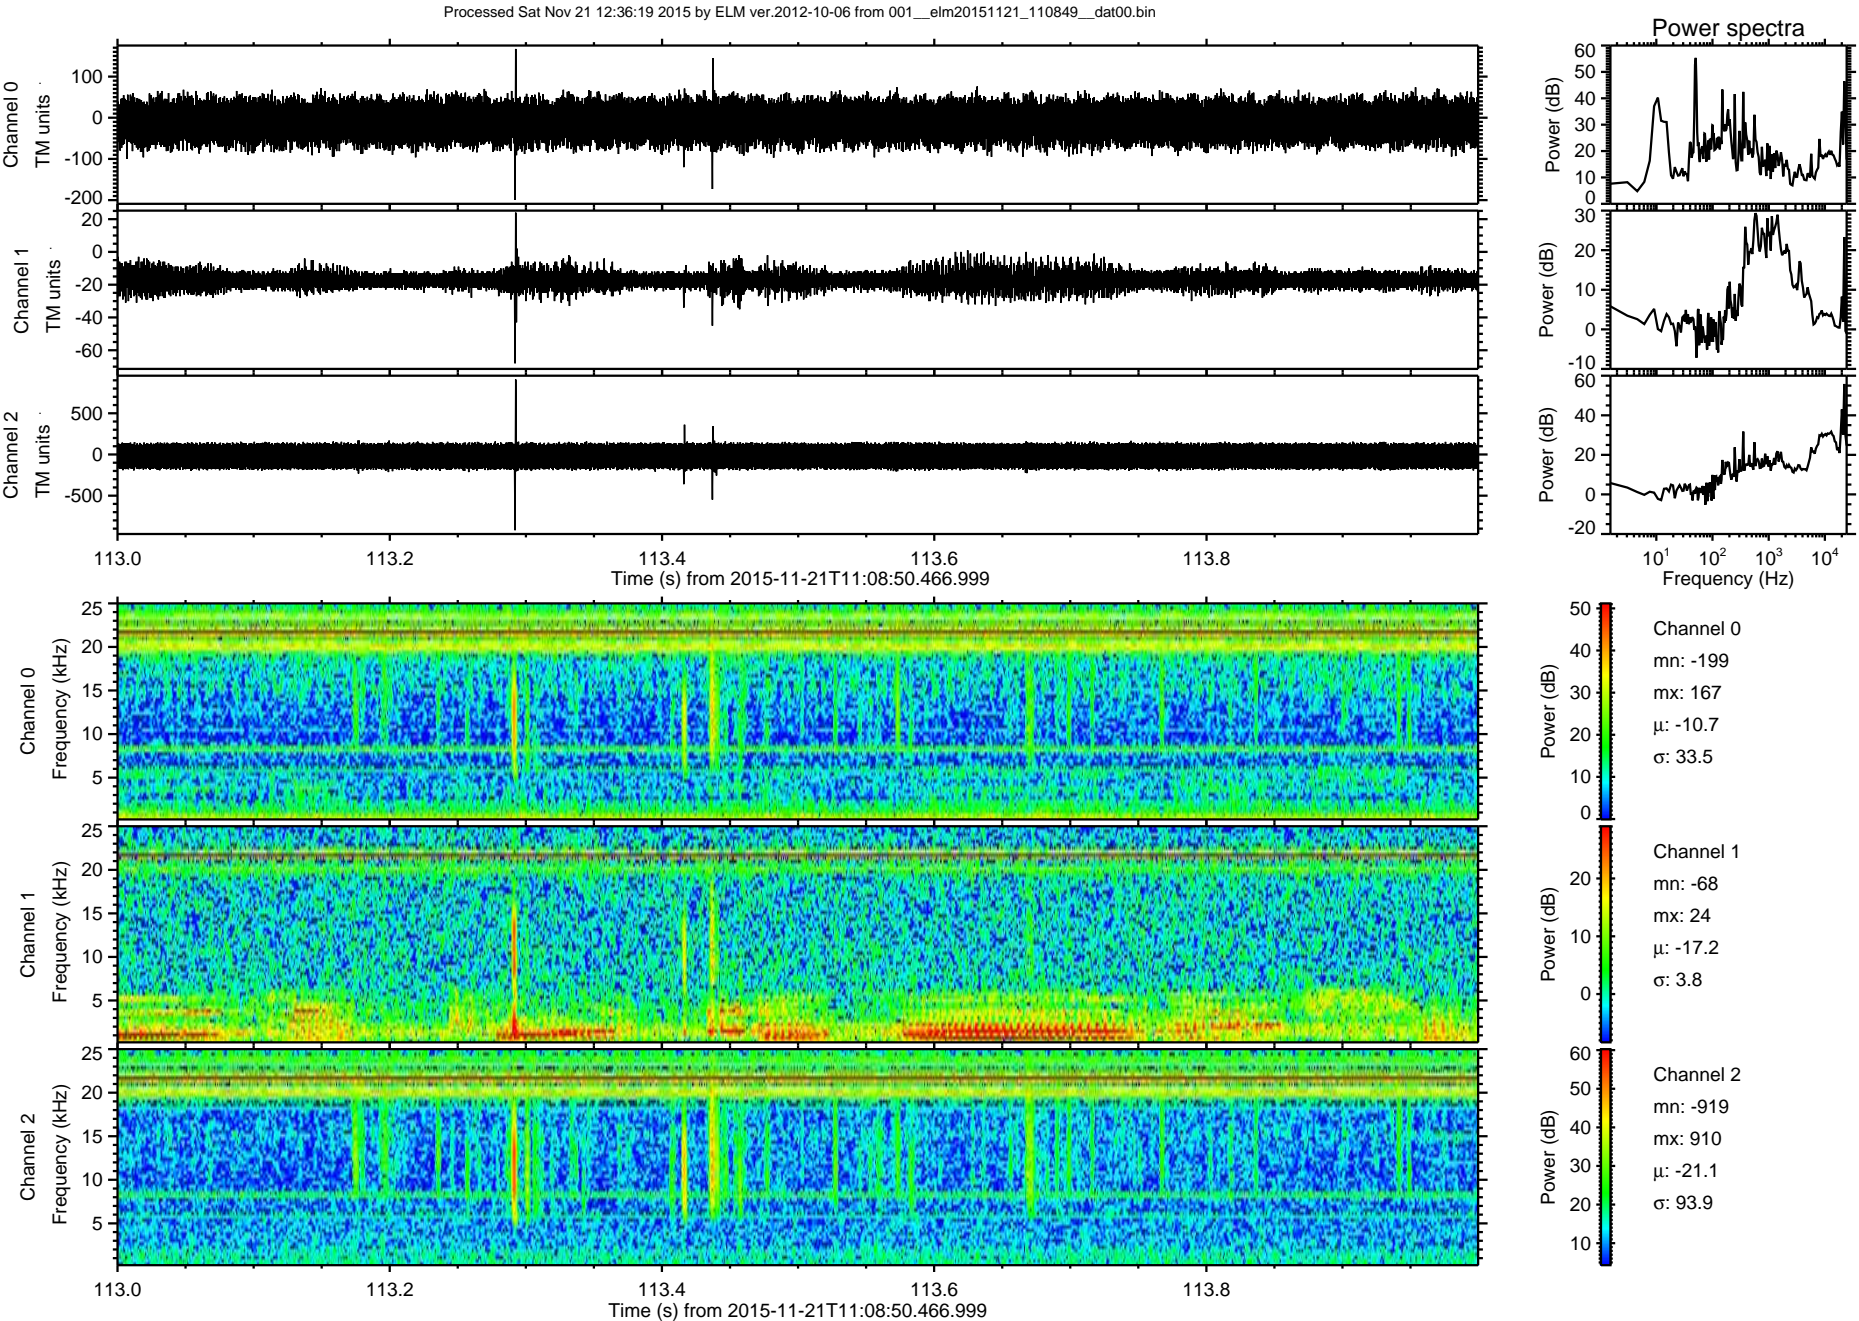 Processed Sat Nov 21 12:36:19 2015 by ELM ver.2012-10-06 from 001__elm20151121_110849__dat00.bin
Power spectra
Channel 0
TM units
100
0
-100
-200
Power (dB)
60
50
40
30
20
10
0
Channel 1
TM units
20
0
-20
-40
-60
Power (dB)
30
20
10
0
-10
Channel 2
TM units
500
0
-500
Power (dB)
60
40
20
0
-20
113.0
113.2
113.4
113.6
113.8
Time (s) from 2015-11-21T11:08:50.466.999
10^1
10^2
10^3
10^4
Frequency (Hz)
Channel 0
Frequency (kHz)
25
20
15
10
5
Power (dB)
50
40
30
20
10
0
Channel 0
mn: -199
mx: 167
μ: -10.7
σ: 33.5
Channel 1
Frequency (kHz)
25
20
15
10
5
Power (dB)
20
10
0
Channel 1
mn: -68
mx: 24
μ: -17.2
σ: 3.8
Channel 2
Frequency (kHz)
25
20
15
10
5
Power (dB)
60
50
40
30
20
10
Channel 2
mn: -919
mx: 910
μ: -21.1
σ: 93.9
113.0
113.2
113.4
113.6
113.8
Time (s) from 2015-11-21T11:08:50.466.999